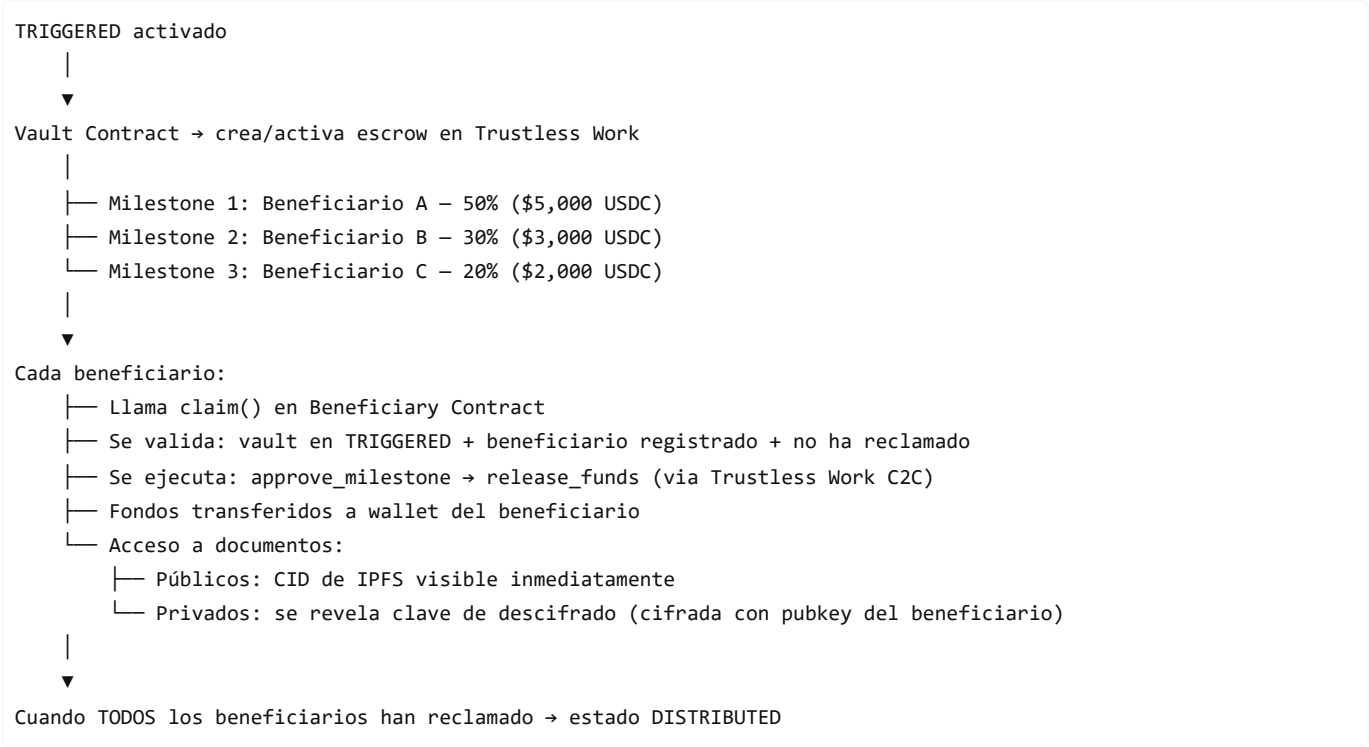 TRIGGERED activado
│
▼
Vault Contract → crea/activa escrow en Trustless Work
│
├── Milestone 1: Beneficiario A — 50% ($5,000 USDC)
├── Milestone 2: Beneficiario B — 30% ($3,000 USDC)
└── Milestone 3: Beneficiario C — 20% ($2,000 USDC)
│
▼
Cada beneficiario:
├── Llama claim() en Beneficiary Contract
├── Se valida: vault en TRIGGERED + beneficiario registrado + no ha reclamado
├── Se ejecuta: approve_milestone → release_funds (via Trustless Work C2C)
├── Fondos transferidos a wallet del beneficiario
└── Acceso a documentos:
├── Públicos: CID de IPFS visible inmediatamente
└── Privados: se revela clave de descifrado (cifrada con pubkey del beneficiario)
│
▼
Cuando TODOS los beneficiarios han reclamado → estado DISTRIBUTED